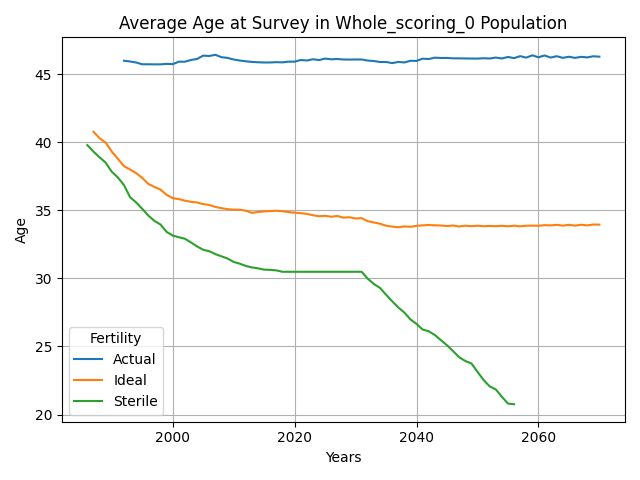 Average Age at Survey in Whole_scoring_0 Population
Age
45
40
35
30
25
20
Fertility
Actual
Ideal
Sterile
2000
2020
2040
2060
Years